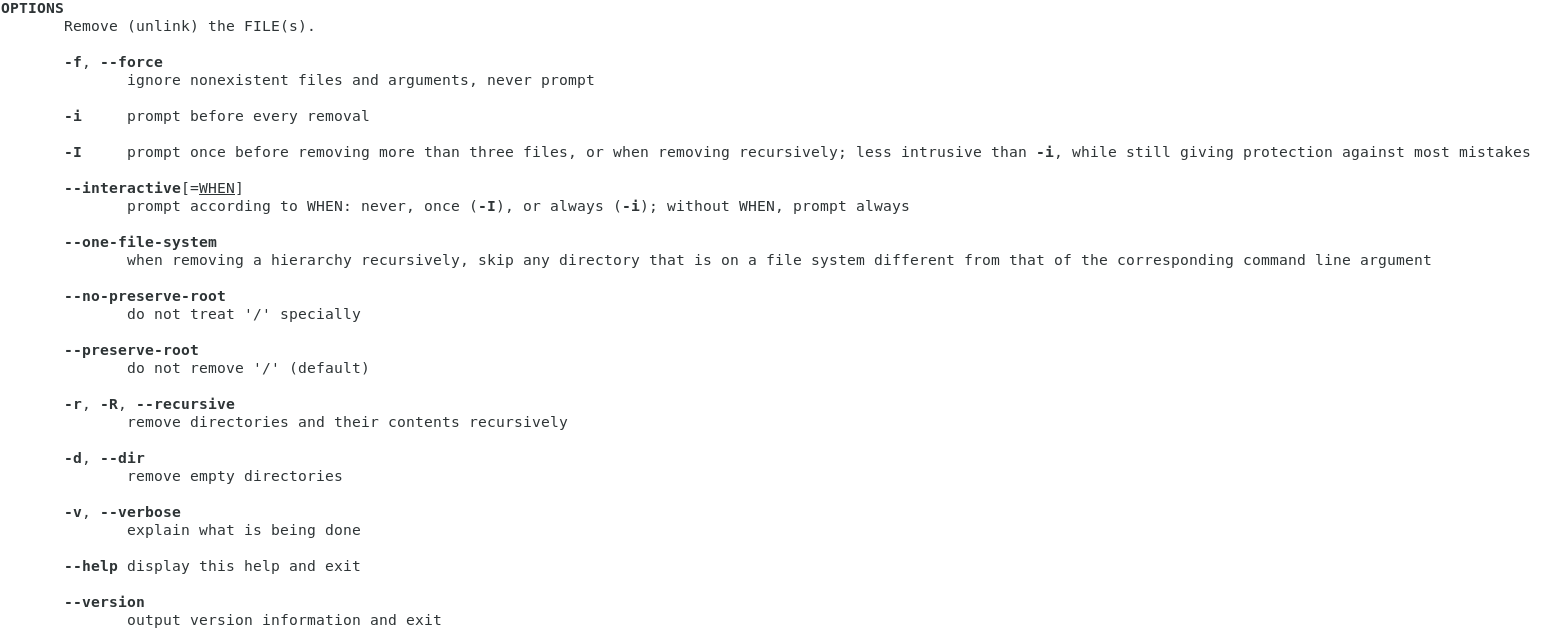 OPTIONS
Remove (unlink) the FILE(s).
-f, --force
ignore nonexistent files and arguments, never prompt
-i     prompt before every removal
-I     prompt once before removing more than three files, or when removing recursively; less intrusive than -i, while still giving protection against most mistakes
--interactive[=WHEN]
prompt according to WHEN: never, once (-I), or always (-i); without WHEN, prompt always
--one-file-system
when removing a hierarchy recursively, skip any directory that is on a file system different from that of the corresponding command line argument
--no-preserve-root
do not treat '/' specially
--preserve-root
do not remove '/' (default)
-r, -R, --recursive
remove directories and their contents recursively
-d, --dir
remove empty directories
-v, --verbose
explain what is being done
--help display this help and exit
--version
output version information and exit